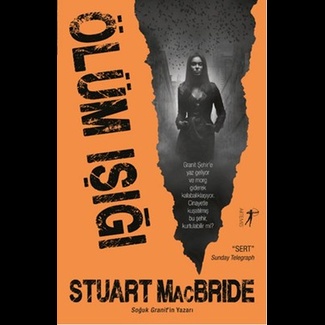 ÖLÜM IŞIĞI
Granit Şehir'e
yaz geliyor
ve morg
giderek
kalabalıklaşıyor.
Cinayetle
kuşatılmış
bu şehir,
kurtulabilir mi?
"SERT"
Sunday Telegraph
STUART MACBRIDE
Soğuk Granit'in Yazarı